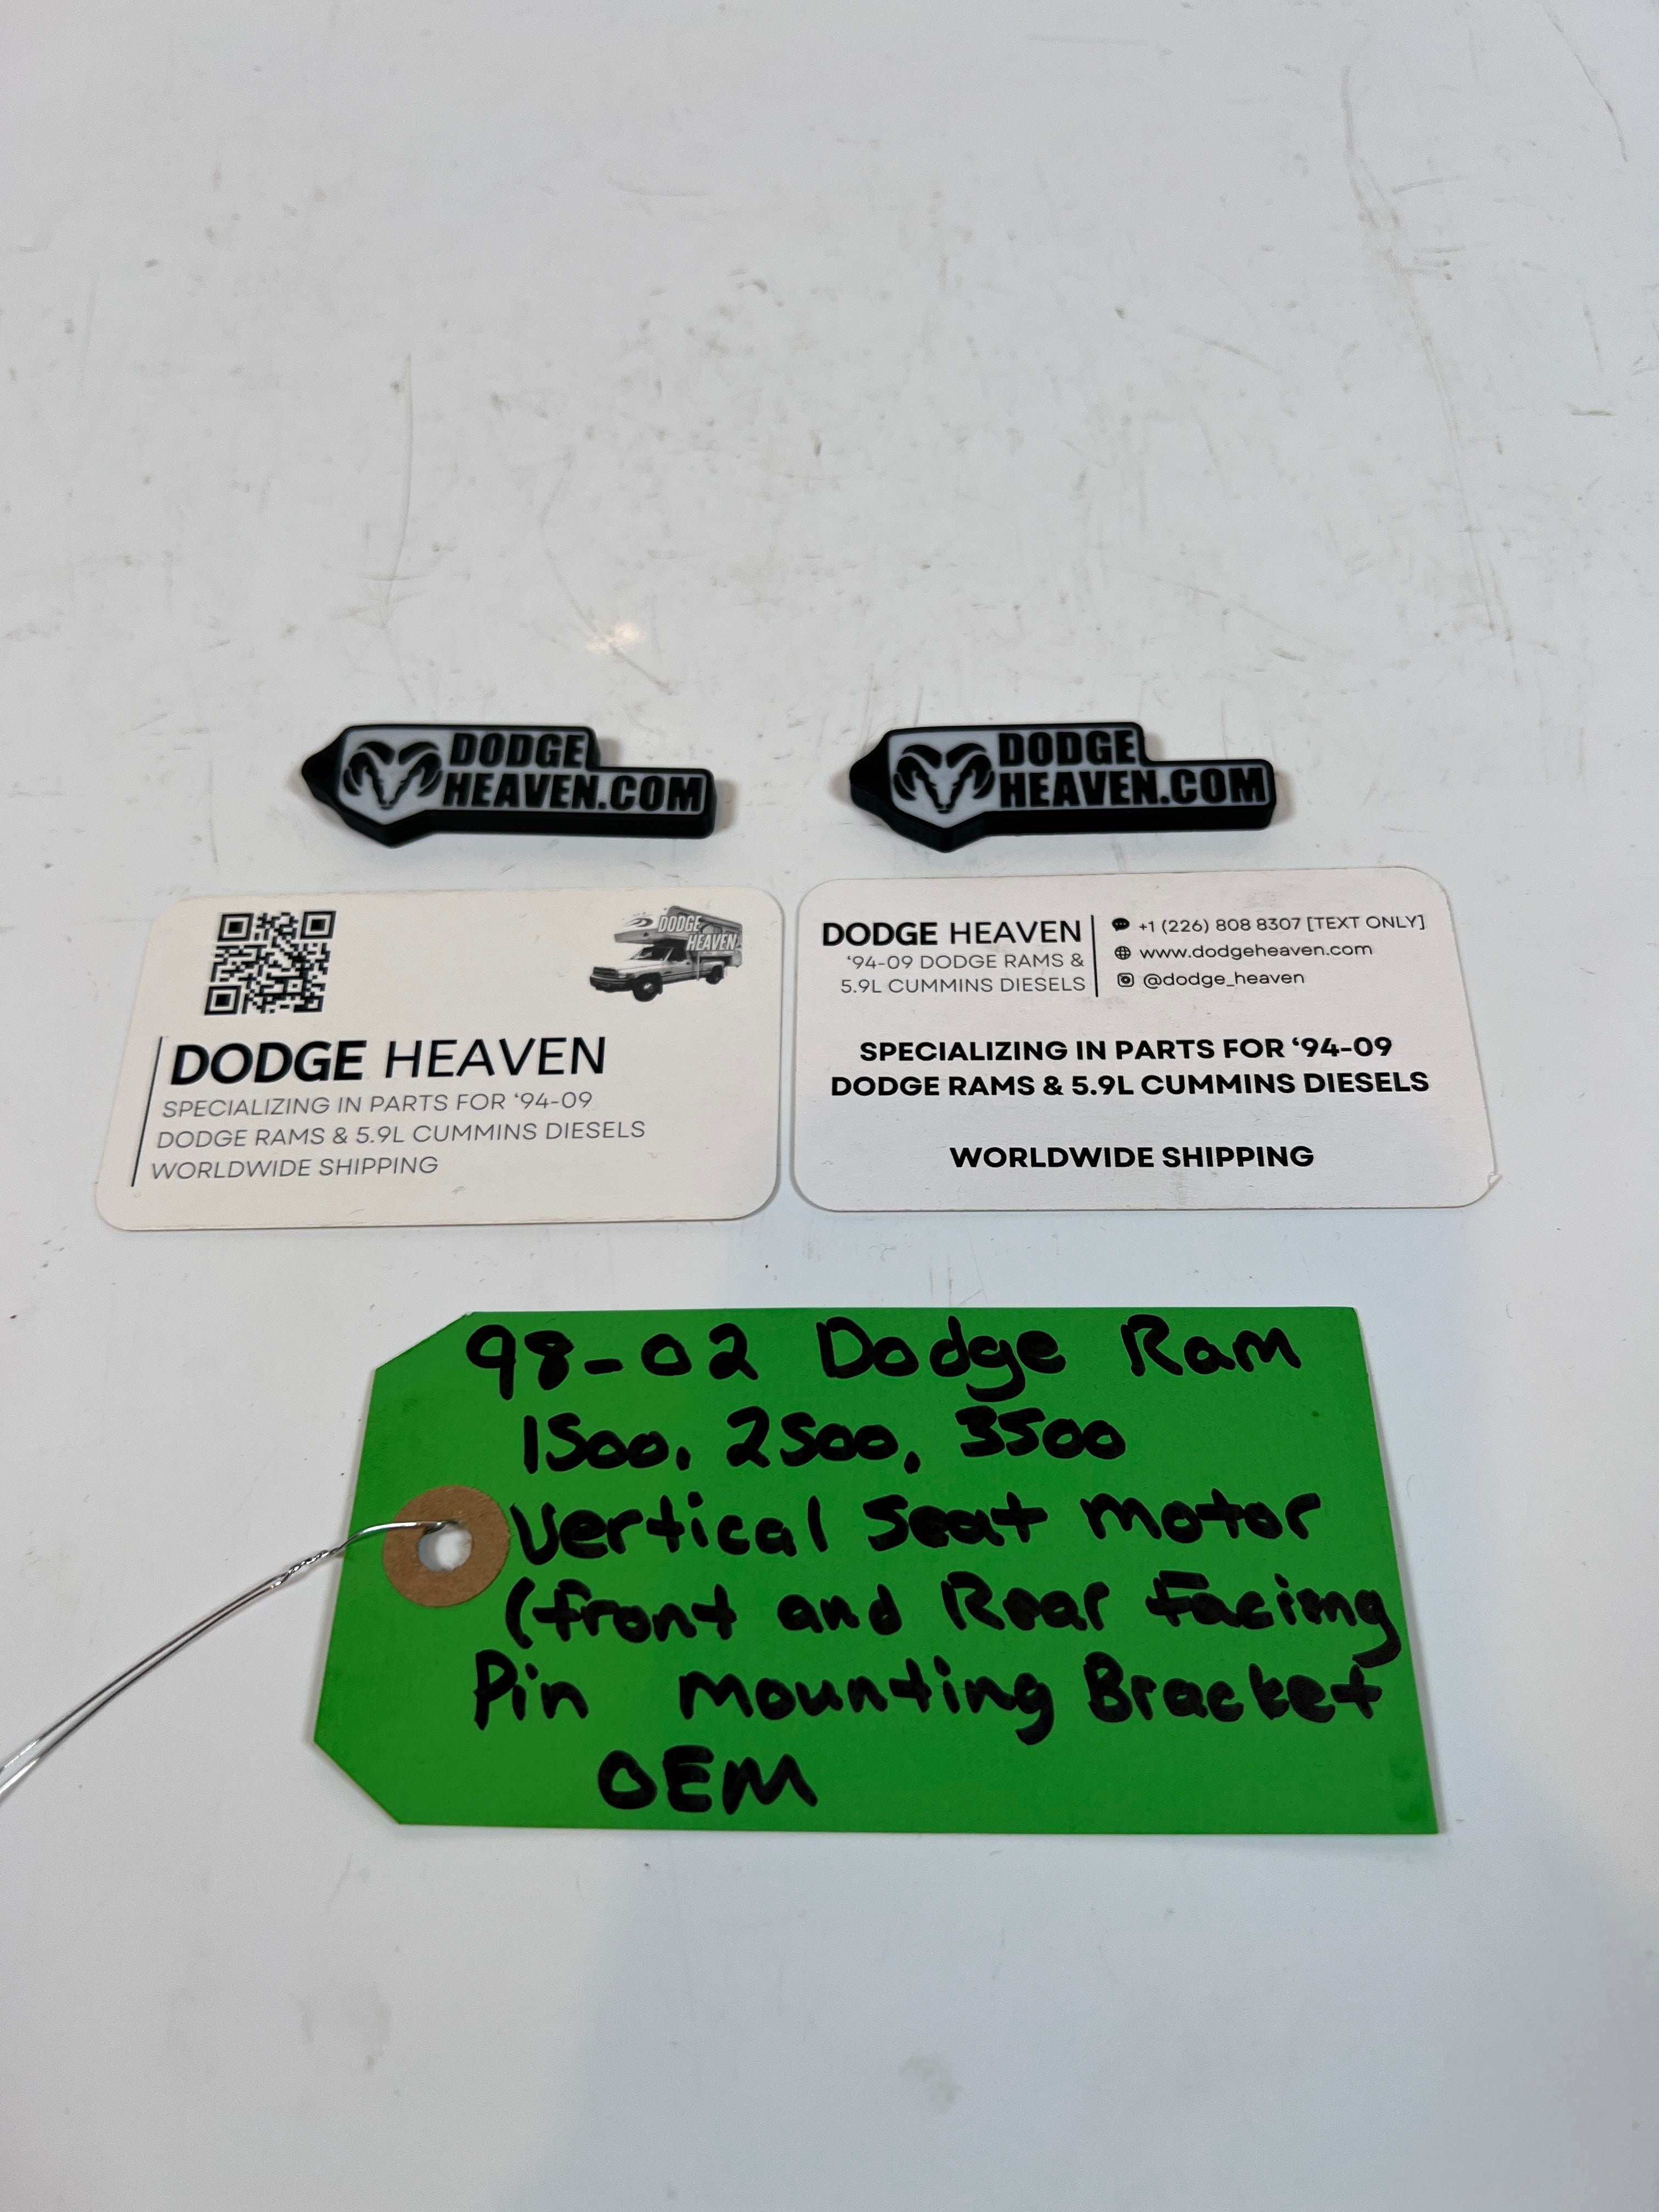 DODGE
HEAVEN.COM
DODGE
HEAVEN.COM
DODGE
HEAVEN
DODGE HEAVEN
SPECIALIZING IN PARTS FOR ‘94-09
DODGE RAMS & 5.9L CUMMINS DIESELS
WORLDWIDE SHIPPING
DODGE HEAVEN
‘94-09 DODGE RAMS &
5.9L CUMMINS DIESELS
+1 (226) 808 8307 [TEXT ONLY]
www.dodgeheaven.com
@dodge_heaven
SPECIALIZING IN PARTS FOR ‘94-09
DODGE RAMS & 5.9L CUMMINS DIESELS
WORLDWIDE SHIPPING
98-02 Dodge Ram
1500, 2500, 3500
Vertical Seat motor
(front and Rear Facing
Pin mounting Bracket
OEM